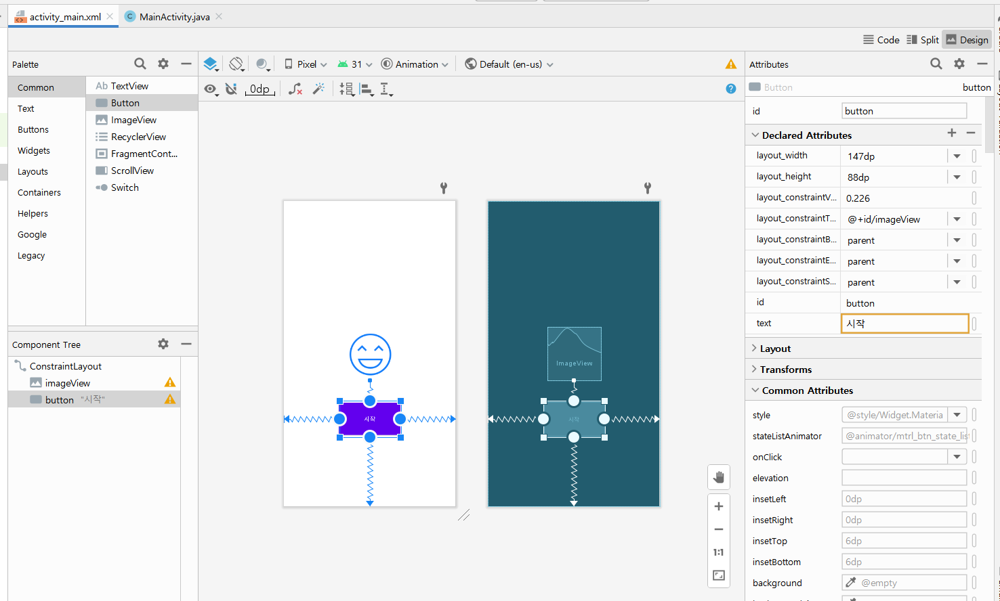 activity_main.xml
MainActivity.java
Code
Split
Design
Palette
Common
Text
Buttons
Widgets
Layouts
Containers
Helpers
Google
Legacy
Ab TextView
Button
ImageView
RecyclerView
FragmentCont...
ScrollView
Switch
Component Tree
ConstraintLayout
imageView
button "시작"
Pixel
31
Animation
Default (en-us)
0dp
시작
ImageView
시작
1:1
Attributes
Button
button
id
button
Declared Attributes
layout_width
147dp
layout_height
88dp
layout_constraintV...
0.226
layout_constraintT...
@+id/imageView
layout_constraintB...
parent
layout_constraintE...
parent
layout_constraintS...
parent
id
button
text
시작
Layout
Transforms
Common Attributes
style
@style/Widget.Materia
stateListAnimator
@animator/mtrl_btn_state_lis
onClick
elevation
insetLeft
0dp
insetRight
0dp
insetTop
6dp
insetBottom
6dp
background
@empty